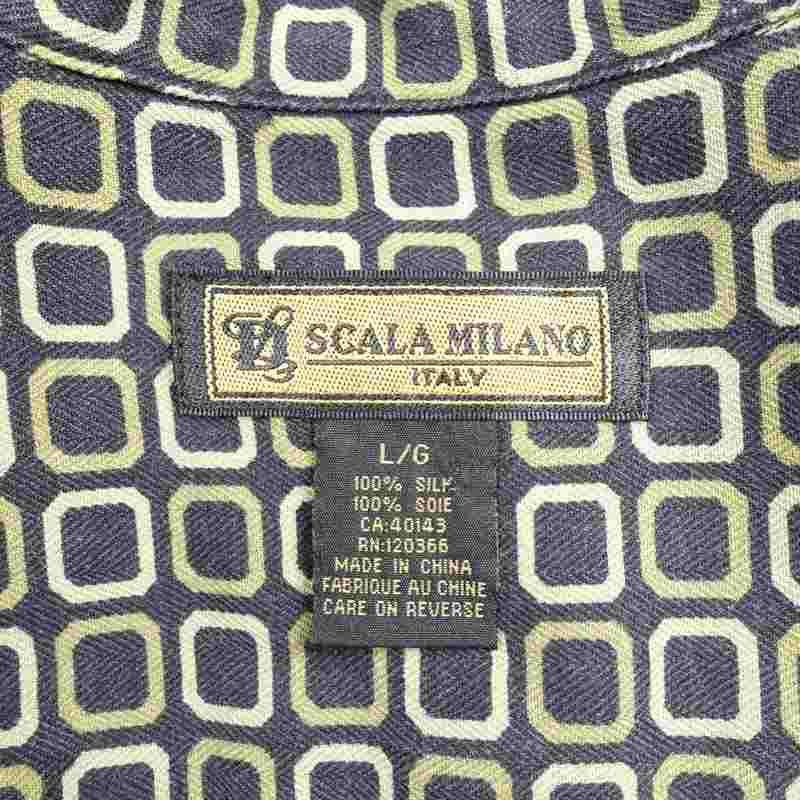 SCALA MILANO
ITALY
L/G
100% SILK
100% SOIE
CA:40143
RN:120366
MADE IN CHINA
FABRIQUE AU CHINE
CARE ON REVERSE